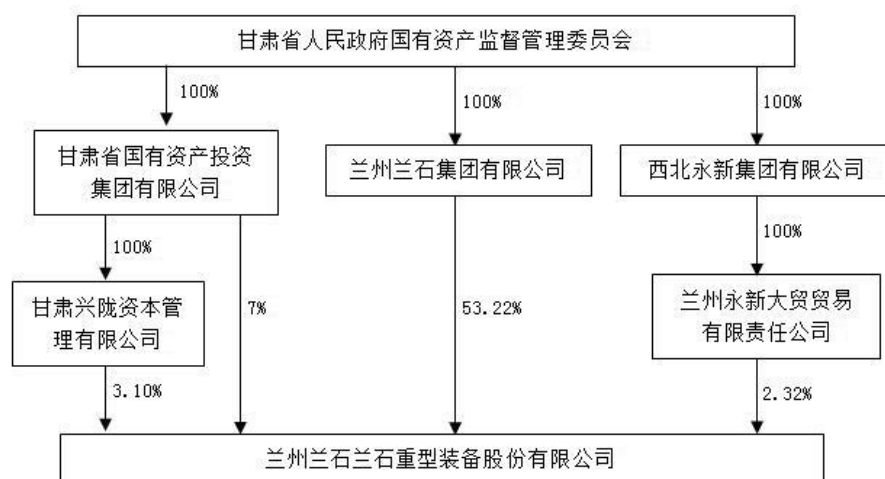 甘肃省人民政府国有资产监督管理委员会
100%
100%
100%
甘肃省国有资产投资
集团有限公司
兰州兰石集团有限公司
西北永新集团有限公司
100%
100%
甘肃兴陇资本管
理有限公司
7%
53.22%
兰州永新大贸贸易
有限责任公司
3.10%
2.32%
兰州兰石兰石重型装备股份有限公司